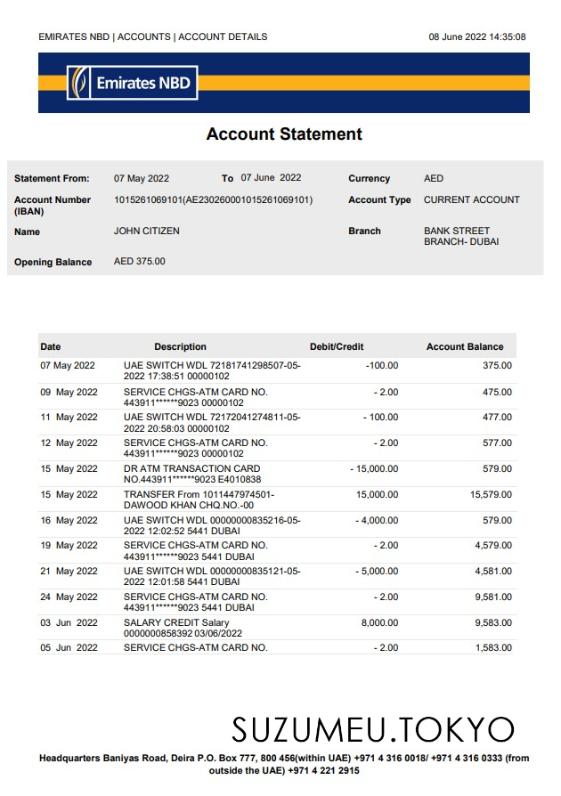 EMIRATES NBD | ACCOUNTS | ACCOUNT DETAILS 08 June 2022 14:35:08
Emirates NBD
Account Statement
Statement From: 07 May 2022 To 07 June 2022 Currency AED
Account Number 1015261069101(AE230260001015261069101) Account Type CURRENT ACCOUNT
(IBAN)
Name JOHN CITIZEN Branch BANK STREET
BRANCH- DUBAI
Opening Balance AED 375.00
Date Description Debit/Credit Account Balance
07 May 2022 UAE SWITCH WDL 72181741298507-05- -100.00 375.00
2022 17:38:51 00000102
09 May 2022 SERVICE CHGS-ATM CARD NO. - 2.00 475.00
443911******9023 00000102
11 May 2022 UAE SWITCH WDL 72172041274811-05- - 100.00 477.00
2022 20:58:03 00000102
12 May 2022 SERVICE CHGS-ATM CARD NO. - 2.00 577.00
443911******9023 00000102
15 May 2022 DR ATM TRANSACTION CARD - 15,000.00 579.00
NO.443911******9023 E4010838
15 May 2022 TRANSFER From 1011447974501- 15,000.00 15,579.00
DAWOOD KHAN CHQ.NO.-00
16 May 2022 UAE SWITCH WDL 00000000835216-05- - 4,000.00 579.00
2022 12:02:52 5441 DUBAI
19 May 2022 SERVICE CHGS-ATM CARD NO. - 2.00 4,579.00
443911******9023 5441 DUBAI
21 May 2022 UAE SWITCH WDL 00000000835121-05- - 5,000.00 4,581.00
2022 12:01:58 5441 DUBAI
24 May 2022 SERVICE CHGS-ATM CARD NO. - 2.00 9,581.00
443911******9023 5441 DUBAI
03 Jun 2022 SALARY CREDIT Salary 8,000.00 9,583.00
0000000858392 03/06/2022
05 Jun 2022 SERVICE CHGS-ATM CARD NO. - 2.00 1,583.00
SUZUMEU.TOKYO
Headquarters Baniyas Road, Deira P.O. Box 777, 800 456(within UAE) +971 4 316 0018/ +971 4 316 0333 (from
outside the UAE) +971 4 221 2915